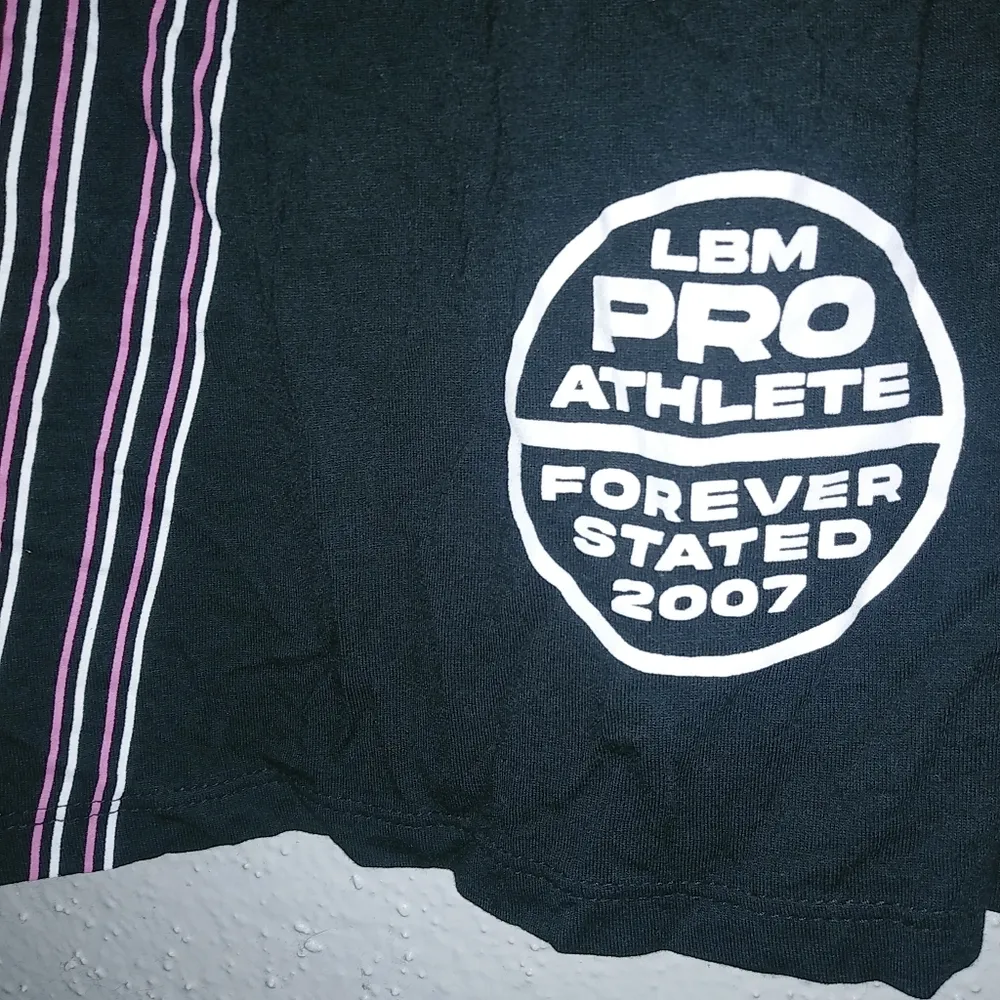 LBM
PRO
ATHLETE
FOREVER
STATED
2007